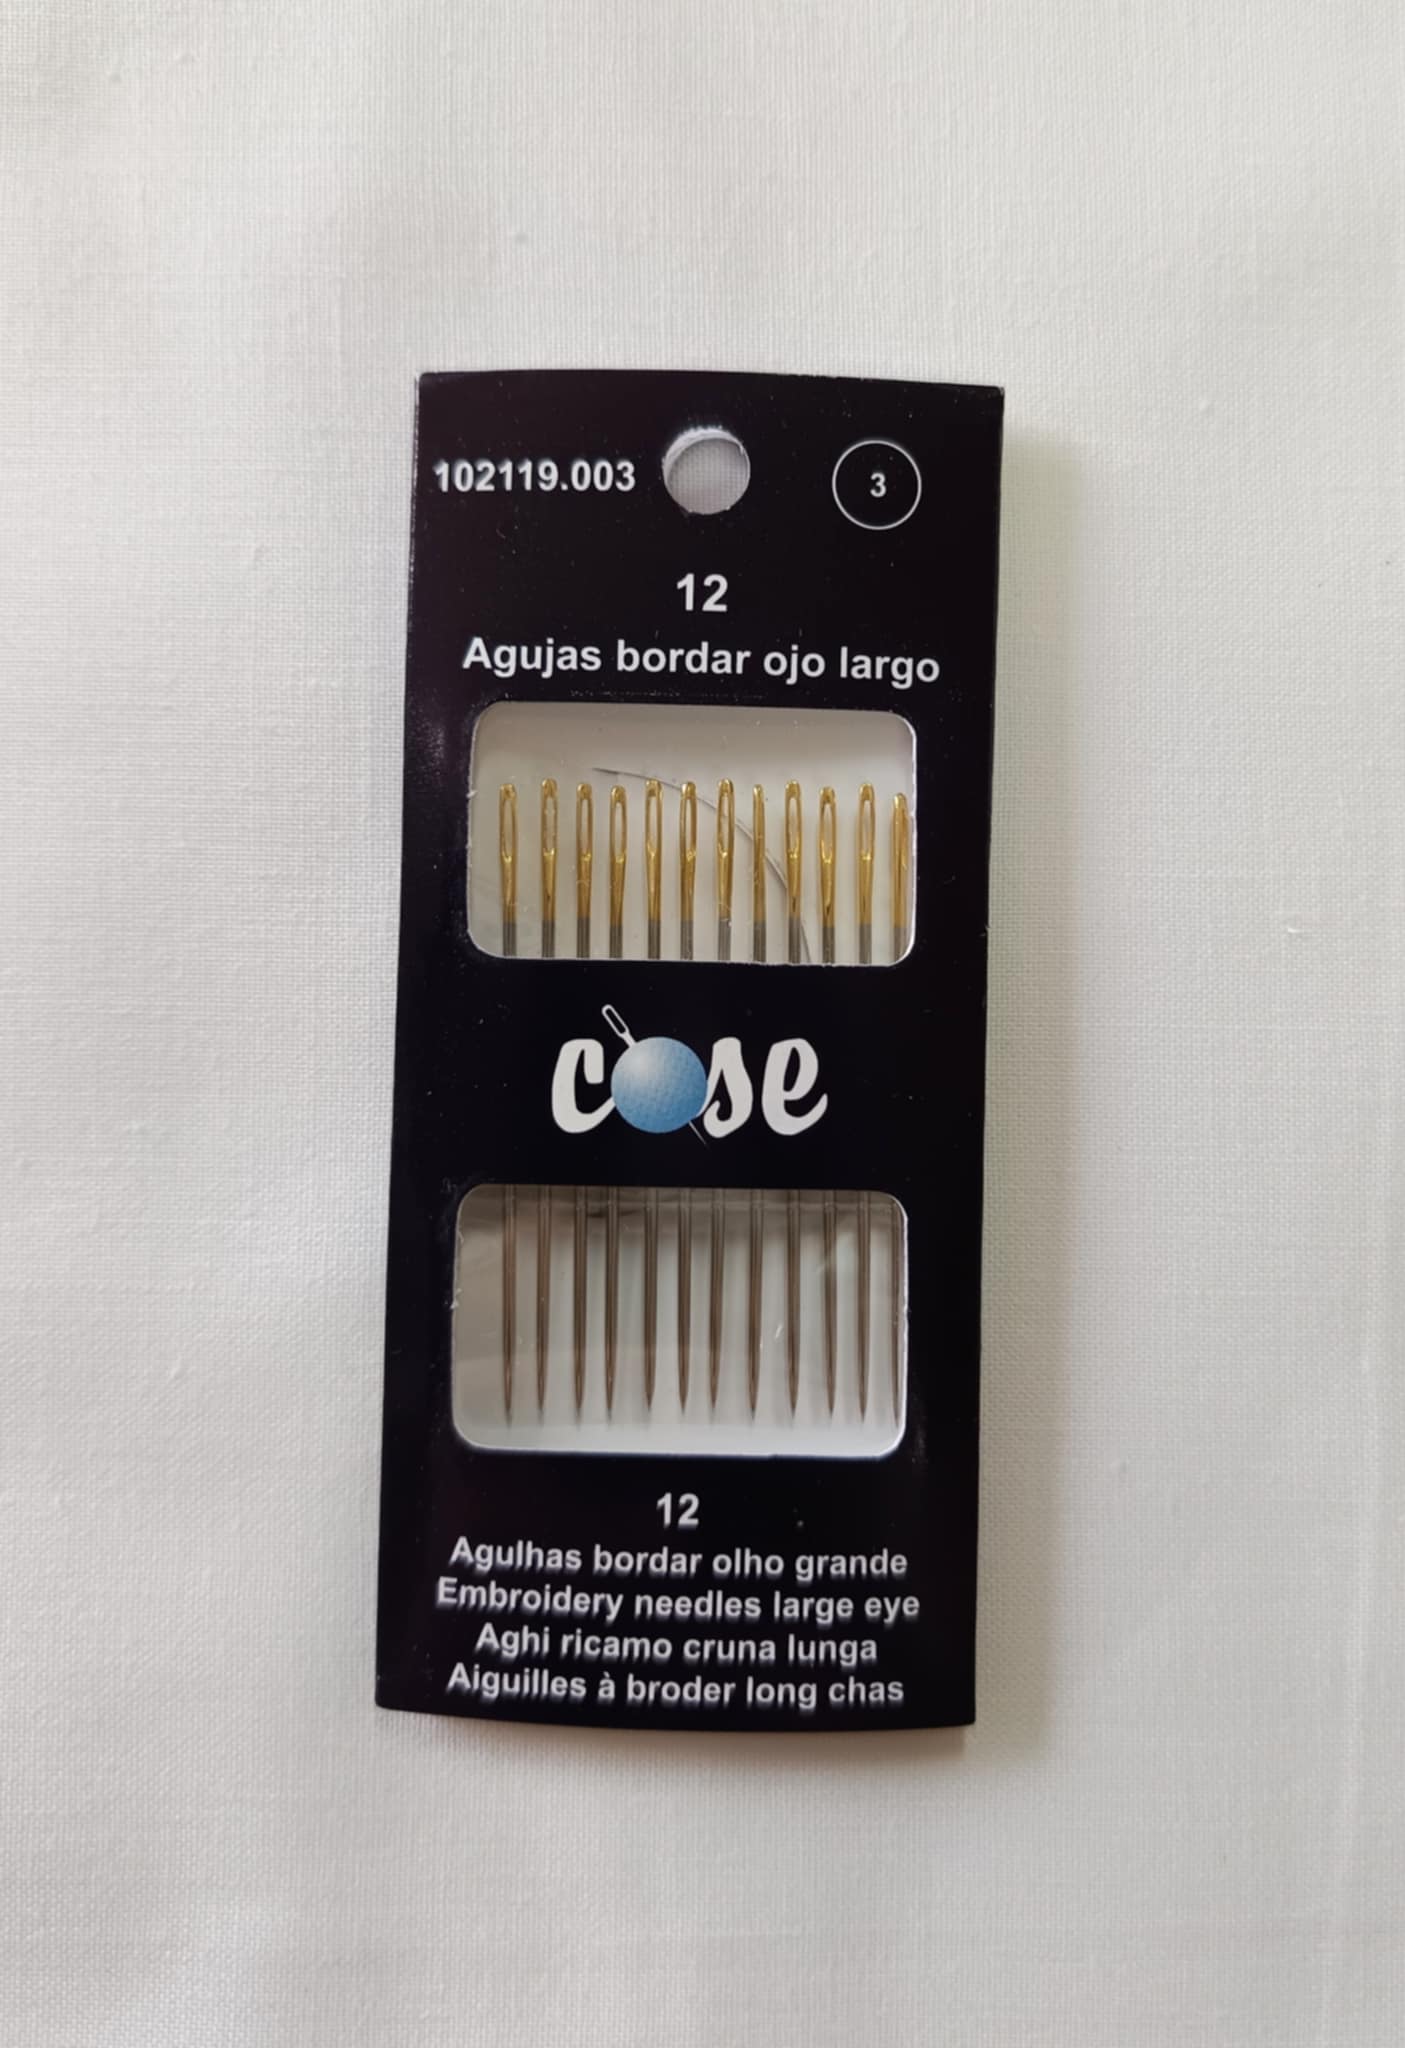 102119.003 3
12
Agujas bordar ojo largo
cose
12
Agulhas bordar olho grande
Embroidery needles large eye
Aghi ricamo cruna lunga
Aiguilles à broder long chas